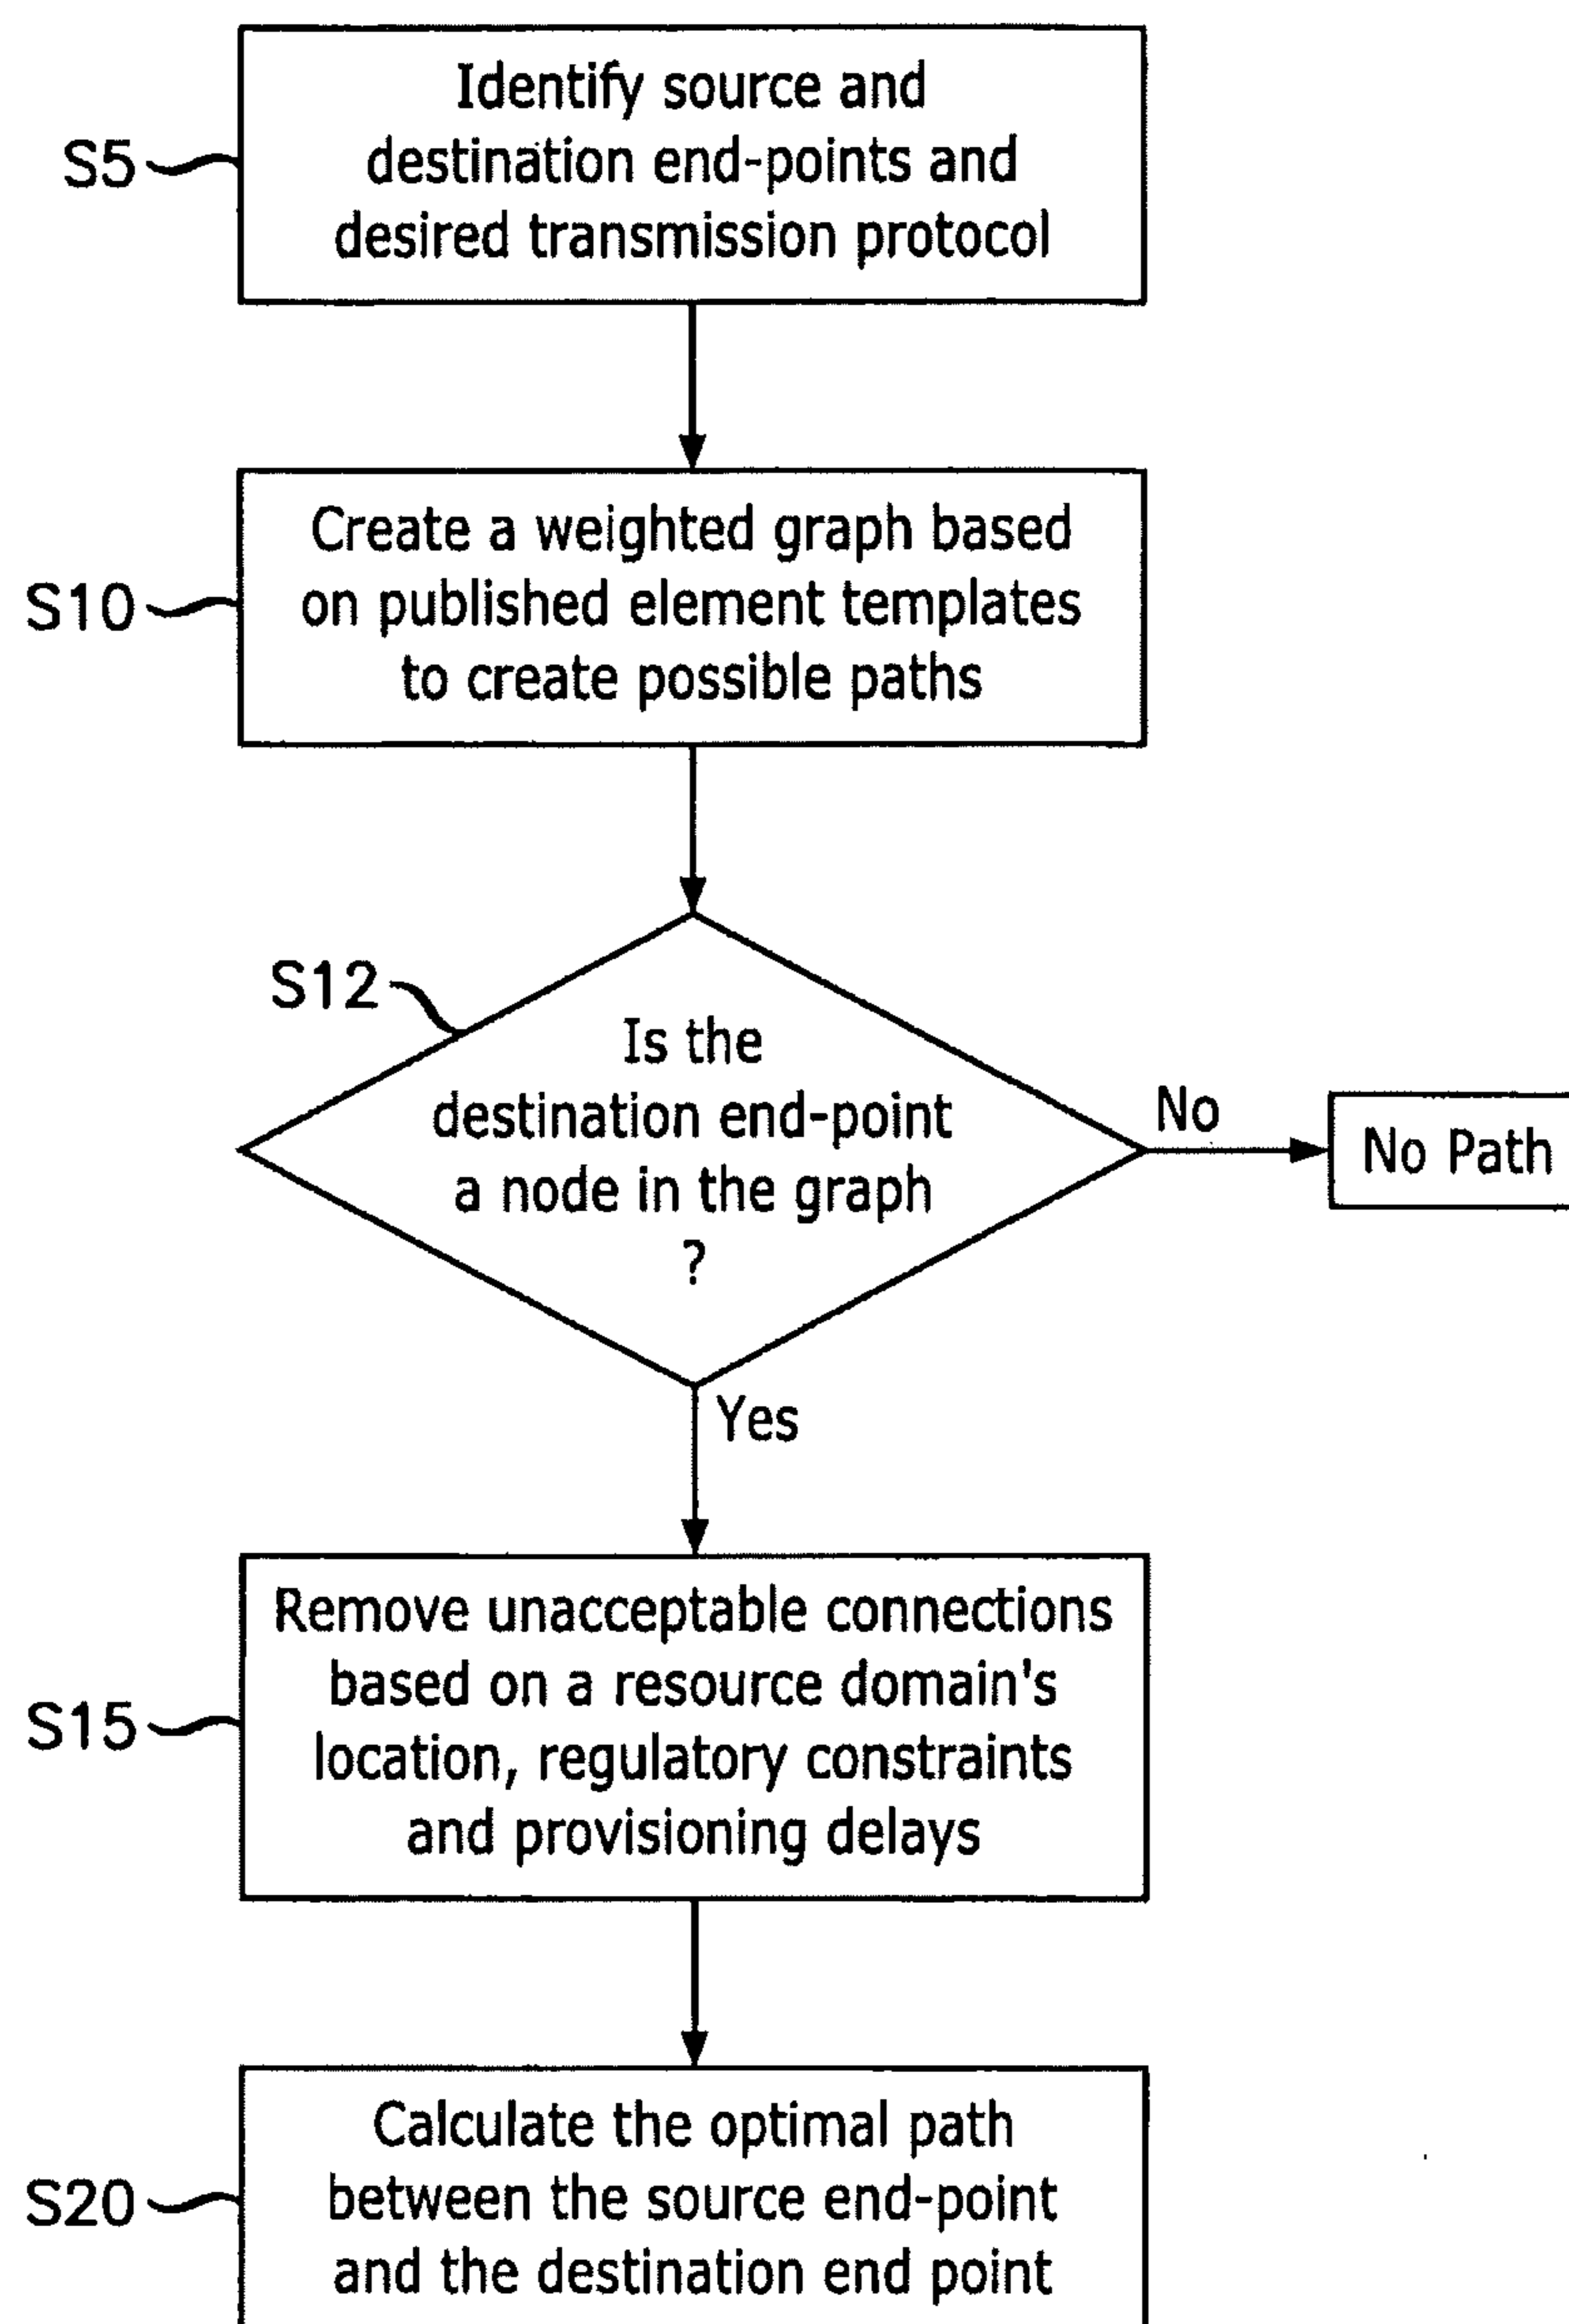 Identify source and
destination end-points and
desired transmission protocol
S5
Create a weighted graph based
on published element templates
to create possible paths
S10
S12
Is the
destination end-point
a node in the graph
?
No
No Path
Yes
Remove unacceptable connections
based on a resource domain's
location, regulatory constraints
and provisioning delays
S15
Calculate the optimal path
between the source end-point
and the destination end point
S20